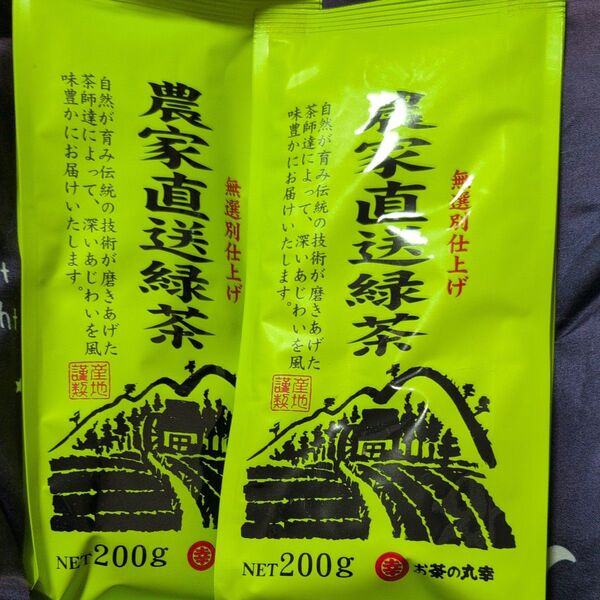 農家直送緑茶
無選別仕上げ
自然が育み伝統の技術が磨きあげた
茶師達によって、深いあじわいを風
味豊かにお届けいたします。
産地
謹製
NET200g
幸
農家直送緑茶
無選別仕上げ
自然が育み伝統の技術が磨きあげた
茶師達によって、深いあじわいを風
味豊かにお届けいたします。
産地
謹製
NET200g
幸 お茶の丸幸